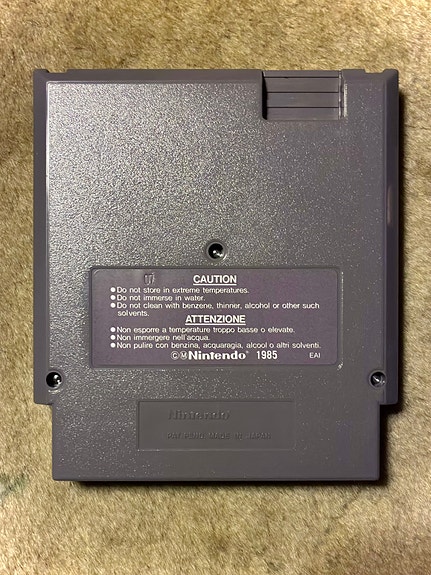 CAUTION
● Do not store in extreme temperatures.
● Do not immerse in water.
● Do not clean with benzene, thinner, alcohol or other such
solvents.
ATTENZIONE
● Non esporre a temperature troppo basse o elevate.
● Non immergere nell'acqua.
● Non pulire con benzina, acquaragia, alcool o altri solventi.
©Ⓜ Nintendo® 1985 EAI
Nintendo®
PAT. PEND. MADE IN JAPAN